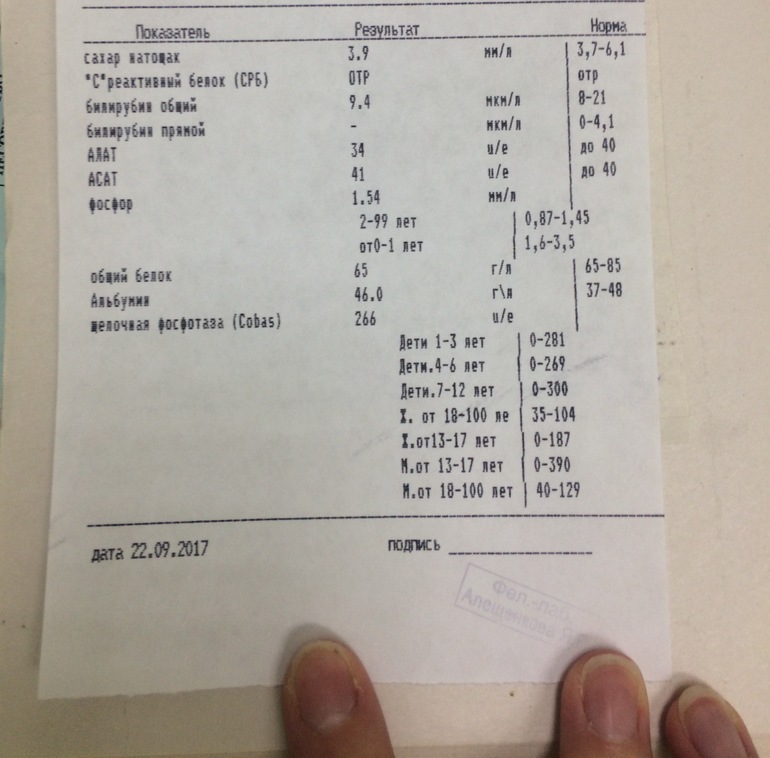 Показатель Результат Норма
сахар натощак 3.9 мм/л 3,7-6,1
"С"реактивный белок (СРБ) ОТР отр
билирубин общий 9.4 мкм/л 8-21
билирубин прямой - мкм/л 0-4,1
АЛАТ 34 u/e до 40
АСАТ 41 u/e до 40
фосфор 1.54 мм/л
2-99 лет 0,87-1,45
от0-1 лет 1,6-3,5
общий белок 65 г/л 65-85
Альбумин 46.0 г\л 37-48
щелочная фосфотаза (Cobas) 266 u/e
Дети 1-3 лет 0-281
Дети.4-6 лет 0-269
Дети.7-12 лет 0-300
Ж. от 18-100 ле 35-104
Ж.от13-17 лет 0-187
М.от 13-17 лет 0-390
М.от 18-100 лет 40-129
дата 22.09.2017 подпись